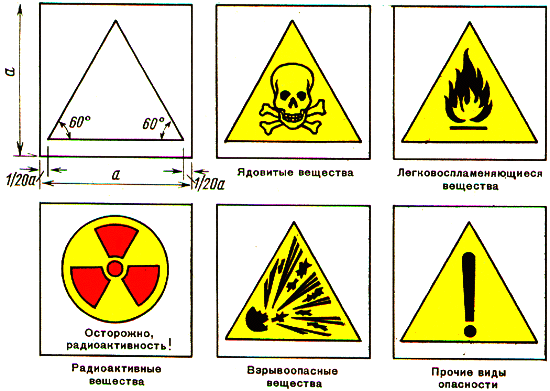 a
60°
60°
1/20a
a
1/20a
Ядовитые вещества
Легковоспламеняющиеся
вещества
Осторожно,
радиоактивность!
Радиоактивные
вещества
Взрывоопасные
вещества
Прочие виды
опасности